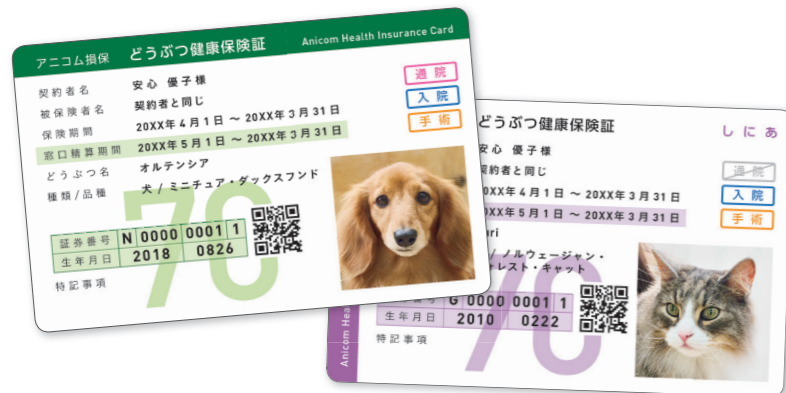 アニコム損保 どうぶつ健康保険証 Anicom Health Insurance Card
契約者名 安心 優子様
被保険者名 契約者と同じ
保険期間 20XX年4月1日 ～ 20XX年3月31日
窓口精算期間 20XX年5月1日 ～ 20XX年3月31日
どうぶつ名 オルテンシア
種類/品種 犬 / ミニチュア・ダックスフンド
通院
入院
手術
70
証券番号 N 0000 0001 1
生年月日 2018 0826
特記事項
どうぶつ健康保険証 しにあ
安心 優子様
契約者と同じ
20XX年4月1日 ～ 20XX年3月31日
20XX年5月1日 ～ 20XX年3月31日
ノルウェージャン・
レスト・キャット
通院
入院
手術
70
番号 G 0000 0001 1
生年月日 2010 0222
特記事項
Anicom Hea